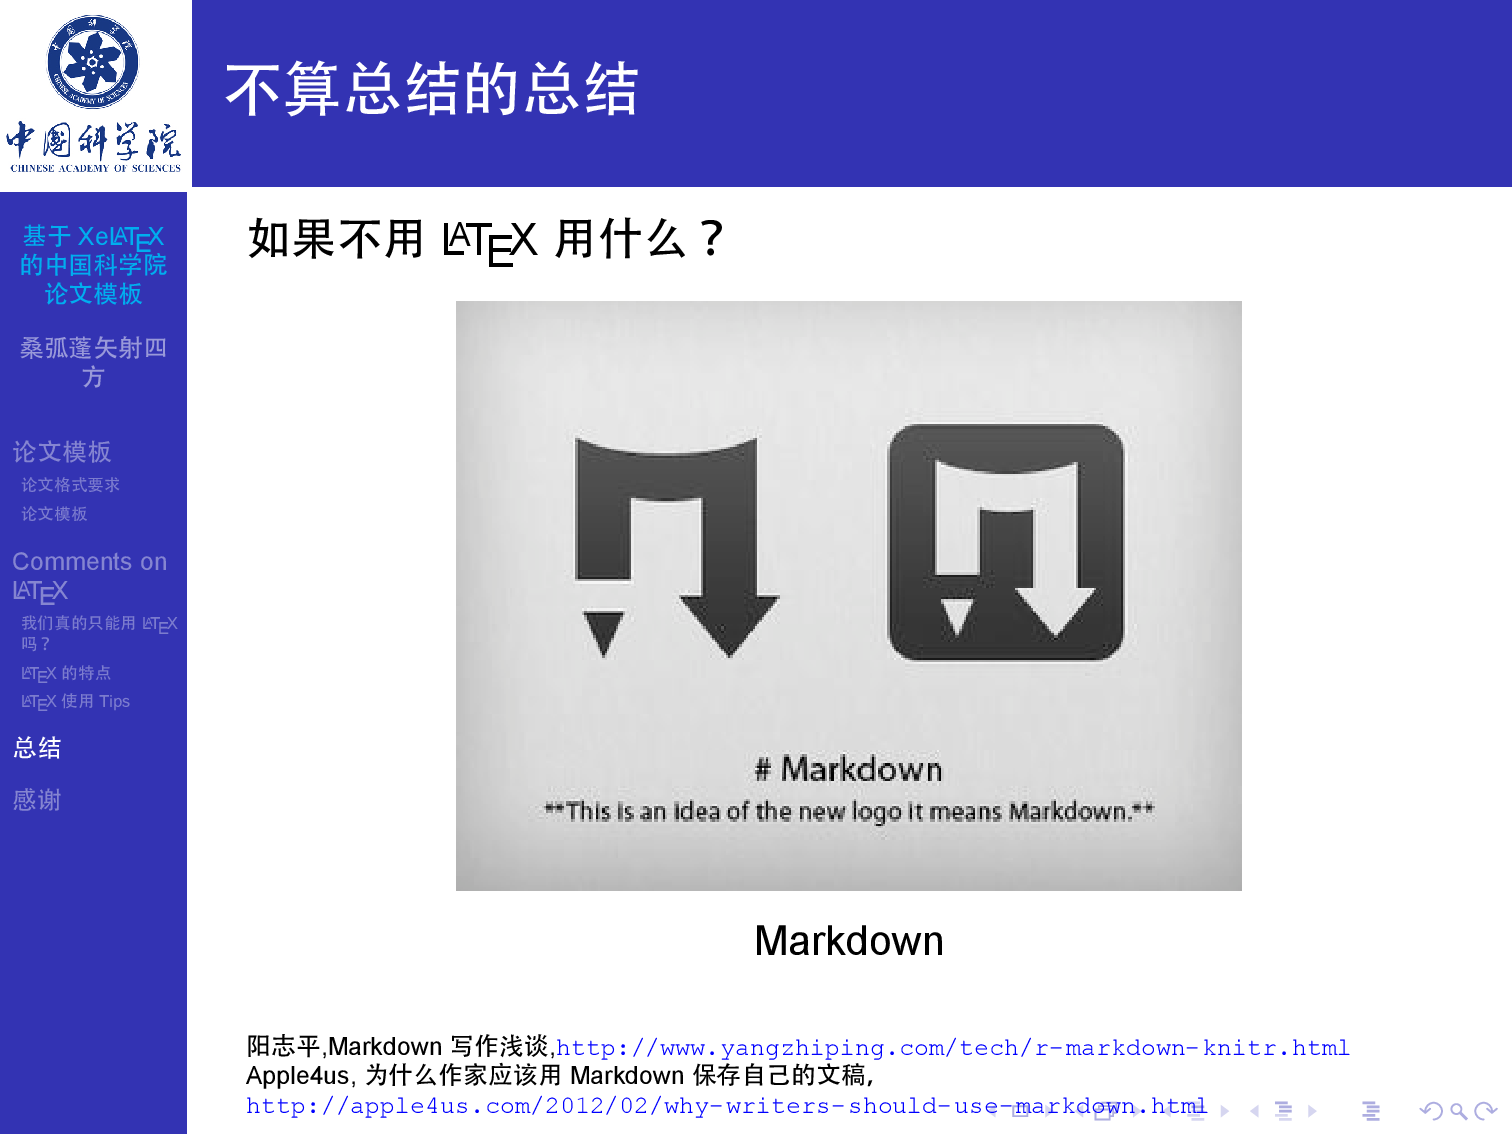 中国科学院
CHINESE ACADEMY OF SCIENCES
不算总结的总结
基于 XeLATEX
的中国科学院
论文模板
桑弧蓬矢射四
方
论文模板
论文格式要求
论文模板
Comments on
LATEX
我们真的只能用 LATEX
吗？
LATEX 的特点
LATEX 使用 Tips
总结
感谢
如果不用 LATEX 用什么？
# Markdown
**This is an idea of the new logo it means Markdown.**
Markdown
阳志平,Markdown 写作浅谈,http://www.yangzhiping.com/tech/r-markdown-knitr.html
Apple4us, 为什么作家应该用 Markdown 保存自己的文稿,
http://apple4us.com/2012/02/why-writers-should-use-markdown.html